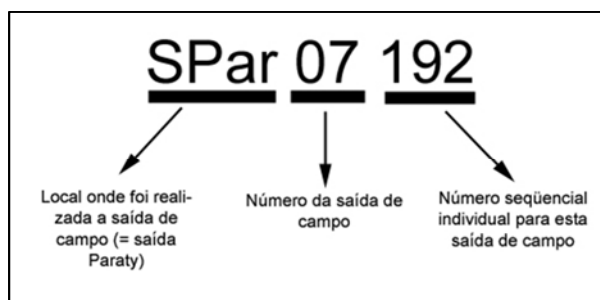 SPar 07 192
Local onde foi reali-
zada a saída de
campo (= saída
Paraty)
Número da saída de
campo
Número seqüencial
individual para esta
saída de campo